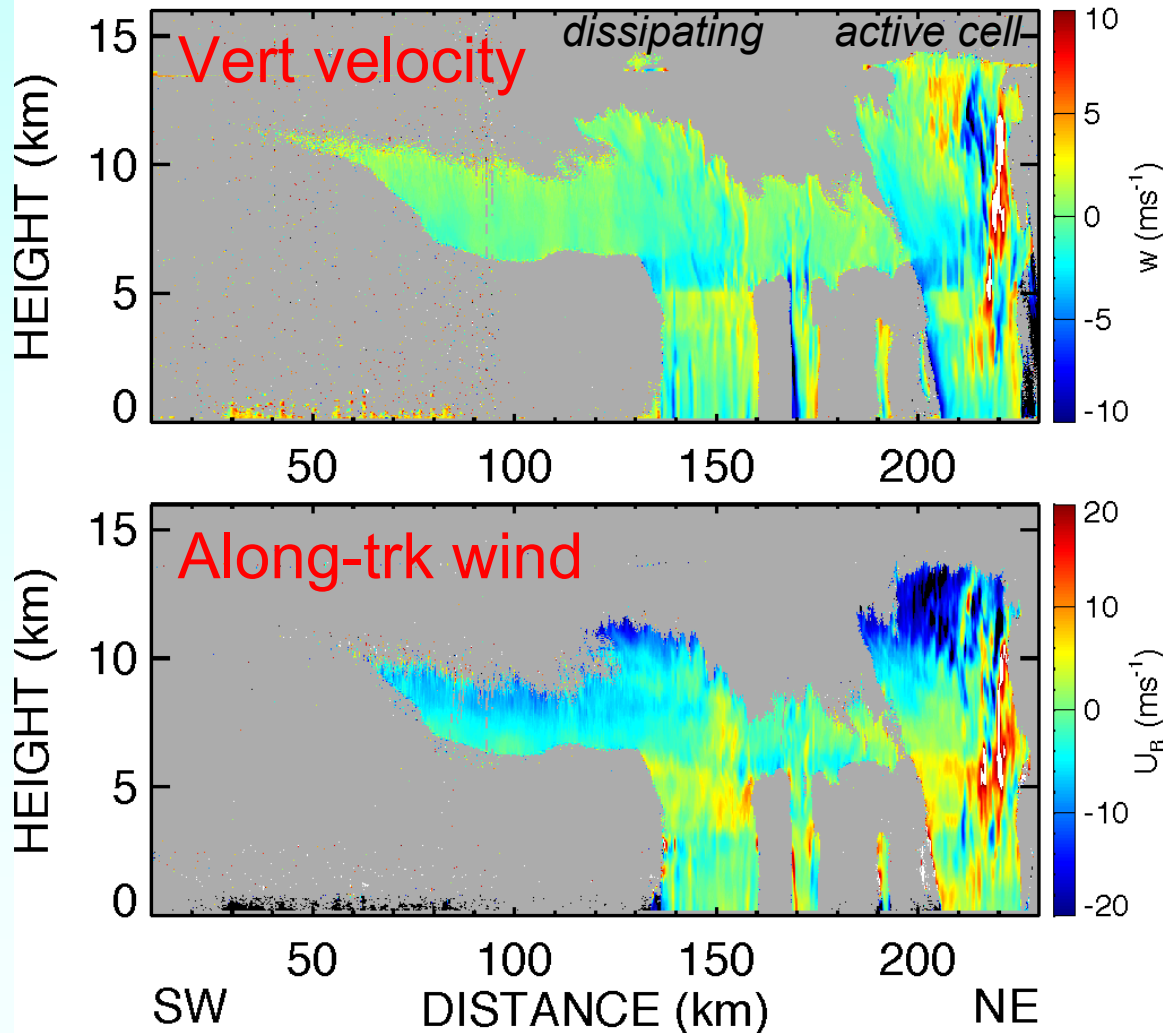 dissipating active cell
Vert velocity
HEIGHT (km)
15
10
5
0
50 100 150 200
10
5
0
-5
-10
w (ms-1)
Along-trk wind
HEIGHT (km)
15
10
5
0
50 100 150 200
20
10
0
-10
-20
UR (ms-1)
SW DISTANCE (km) NE